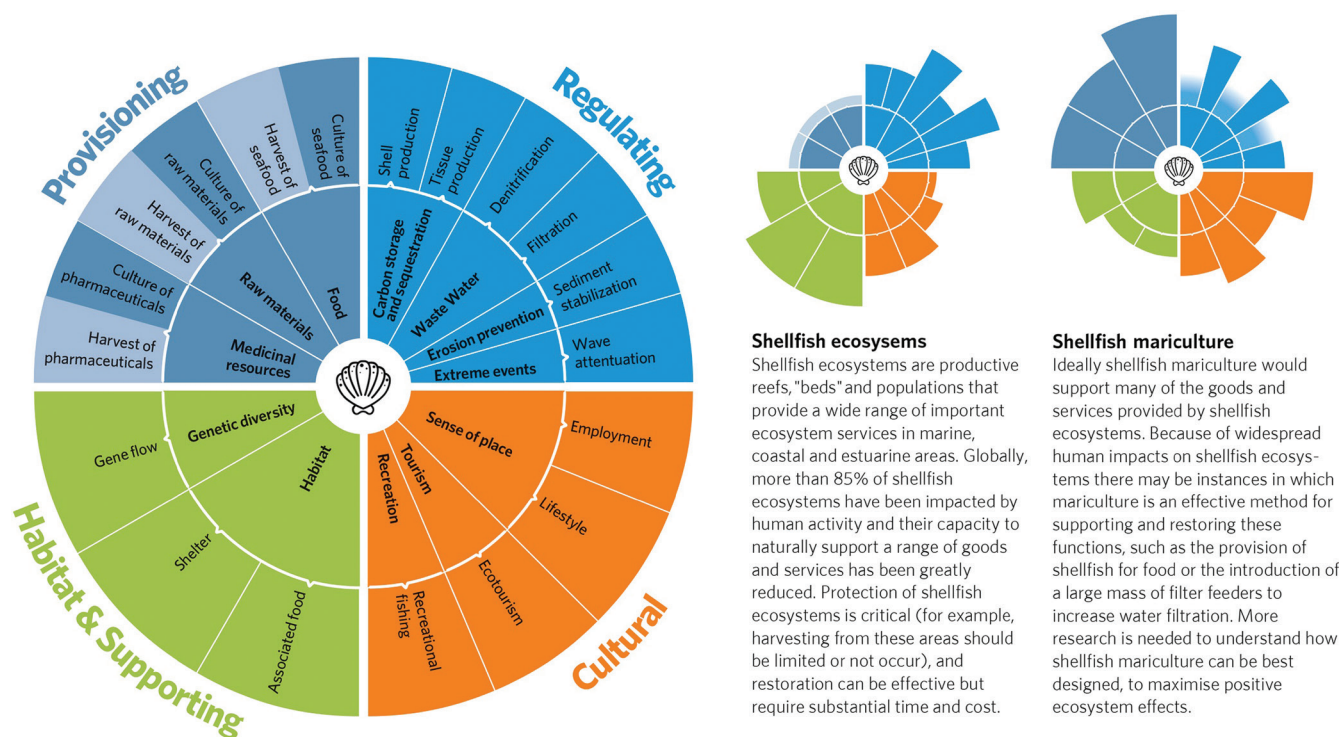 Provisioning
Regulating
Habitat & Supporting
Cultural
Harvest of
pharmaceuticals
Culture of
pharmaceuticals
Harvest of
raw materials
Culture of
raw materials
Harvest of
seafood
Culture of
seafood
Shell
production
Tissue
production
Denitrification
Filtration
Sediment
stabilization
Wave
attentuation
Medicinal
resources
Raw materials
Food
Carbon storage
and sequestration
Waste Water
Erosion prevention
Extreme events
Genetic diversity
Habitat
Recreation
Tourism
Sense of place
Gene flow
Shelter
Associated food
Recreational
fishing
Ecotourism
Lifestyle
Employment
Shellfish ecosysems
Shellfish ecosystems are productive
reefs, "beds" and populations that
provide a wide range of important
ecosystem services in marine,
coastal and estuarine areas. Globally,
more than 85% of shellfish
ecosystems have been impacted by
human activity and their capacity to
naturally support a range of goods
and services has been greatly
reduced. Protection of shellfish
ecosystems is critical (for example,
harvesting from these areas should
be limited or not occur), and
restoration can be effective but
require substantial time and cost.
Shellfish mariculture
Ideally shellfish mariculture would
support many of the goods and
services provided by shellfish
ecosystems. Because of widespread
human impacts on shellfish ecosys-
tems there may be instances in which
mariculture is an effective method for
supporting and restoring these
functions, such as the provision of
shellfish for food or the introduction of
a large mass of filter feeders to
increase water filtration. More
research is needed to understand how
shellfish mariculture can be best
designed, to maximise positive
ecosystem effects.